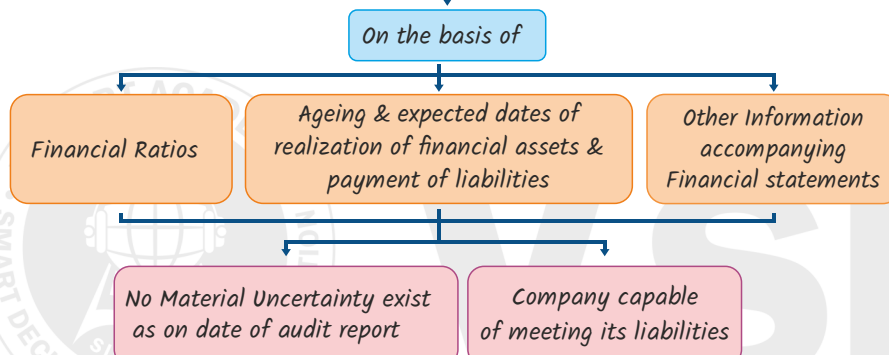 On the basis of
Financial Ratios
Ageing & expected dates of
realization of financial assets &
payment of liabilities
Other Information
accompanying
Financial statements
No Material Uncertainty exist
as on date of audit report
Company capable
of meeting its liabilities
SMART